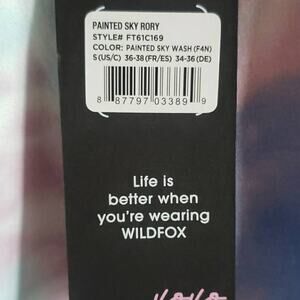 PAINTED SKY RORY
STYLE# FT61C169
COLOR: PAINTED SKY WASH (F4N)
S(US/C) 36-38(FR/ES) 34-36(DE)
8 87797 03389 9
Life is
better when
you're wearing
WILDFOX